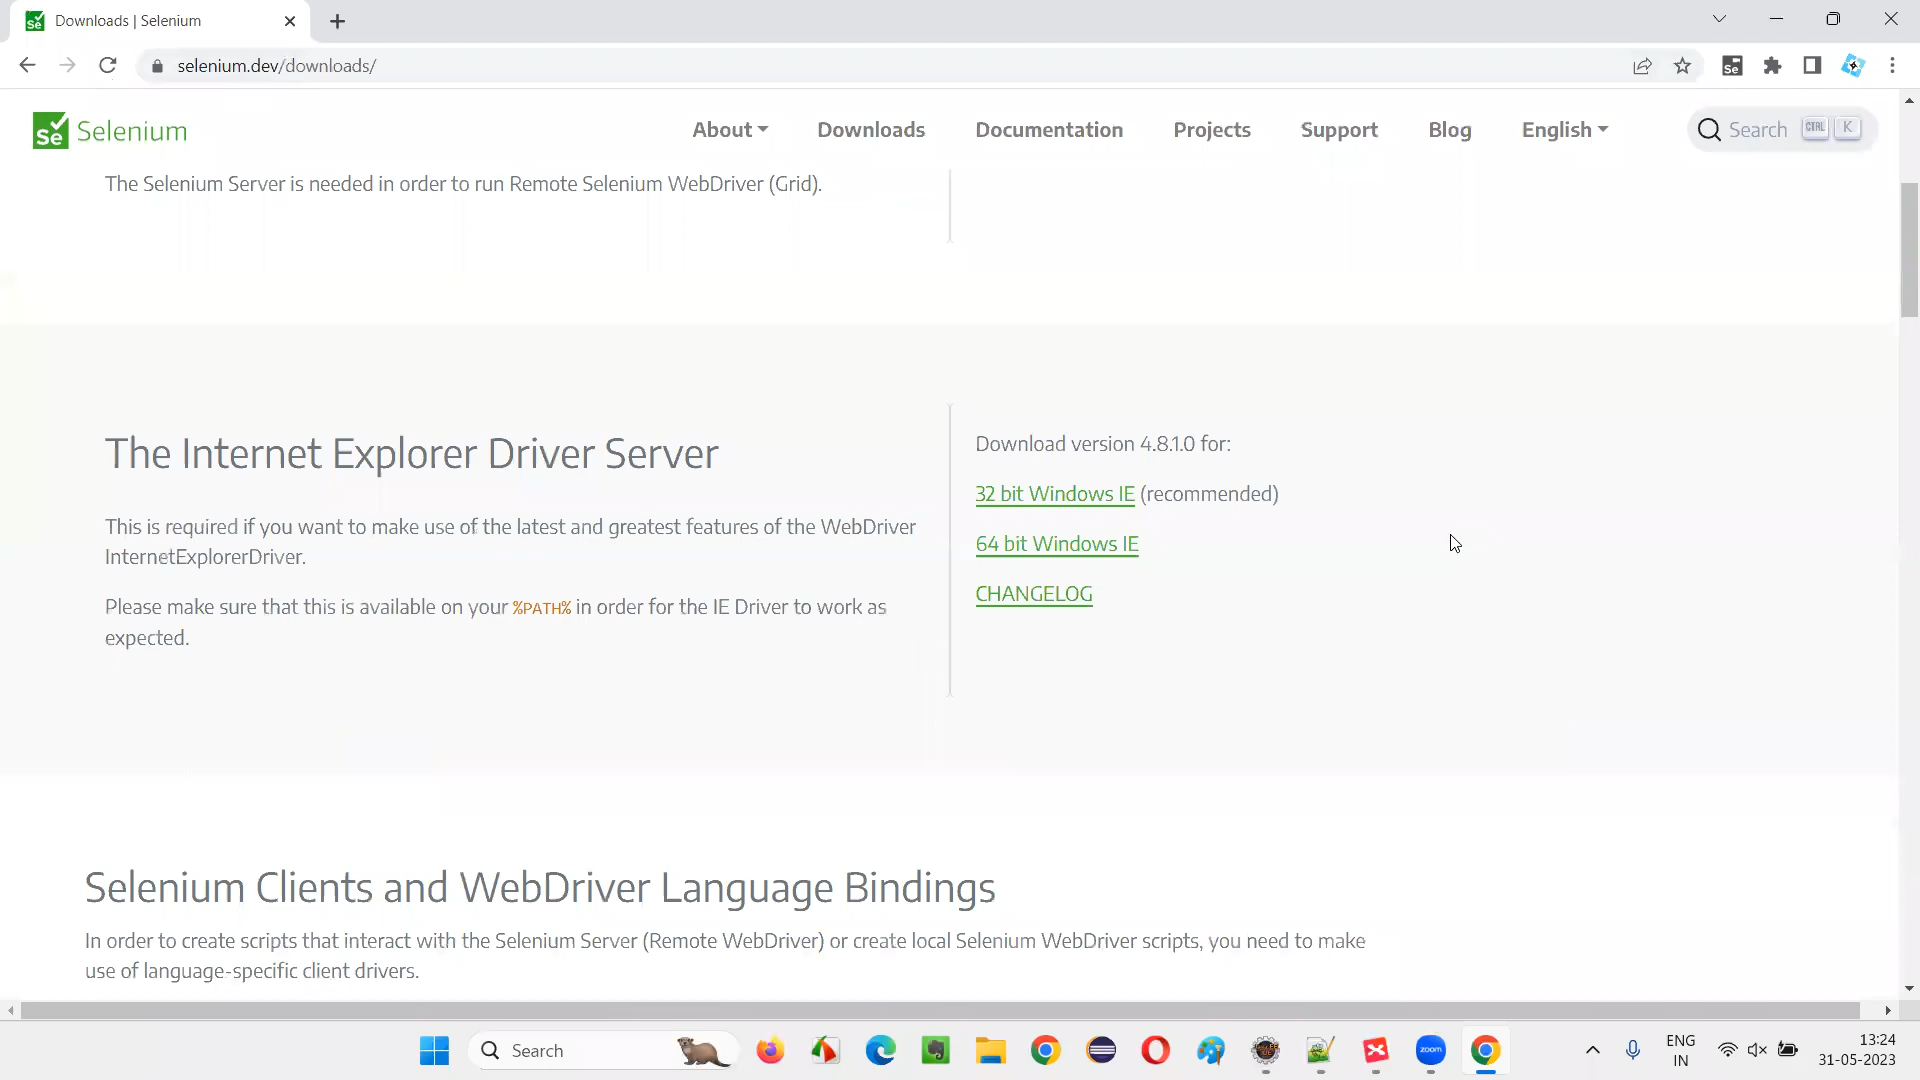 Downloads | Selenium
selenium.dev/downloads/
Se
Se Selenium
About
Downloads
Documentation
Projects
Support
Blog
English
Search CTRL K
The Selenium Server is needed in order to run Remote Selenium WebDriver (Grid).
The Internet Explorer Driver Server
This is required if you want to make use of the latest and greatest features of the WebDriver
InternetExplorerDriver.
Please make sure that this is available on your %PATH% in order for the IE Driver to work as
expected.
Download version 4.8.1.0 for:
32 bit Windows IE (recommended)
64 bit Windows IE
CHANGELOG
Selenium Clients and WebDriver Language Bindings
In order to create scripts that interact with the Selenium Server (Remote WebDriver) or create local Selenium WebDriver scripts, you need to make
use of language-specific client drivers.
Search
zoom
ENG
IN
13:24
31-05-2023